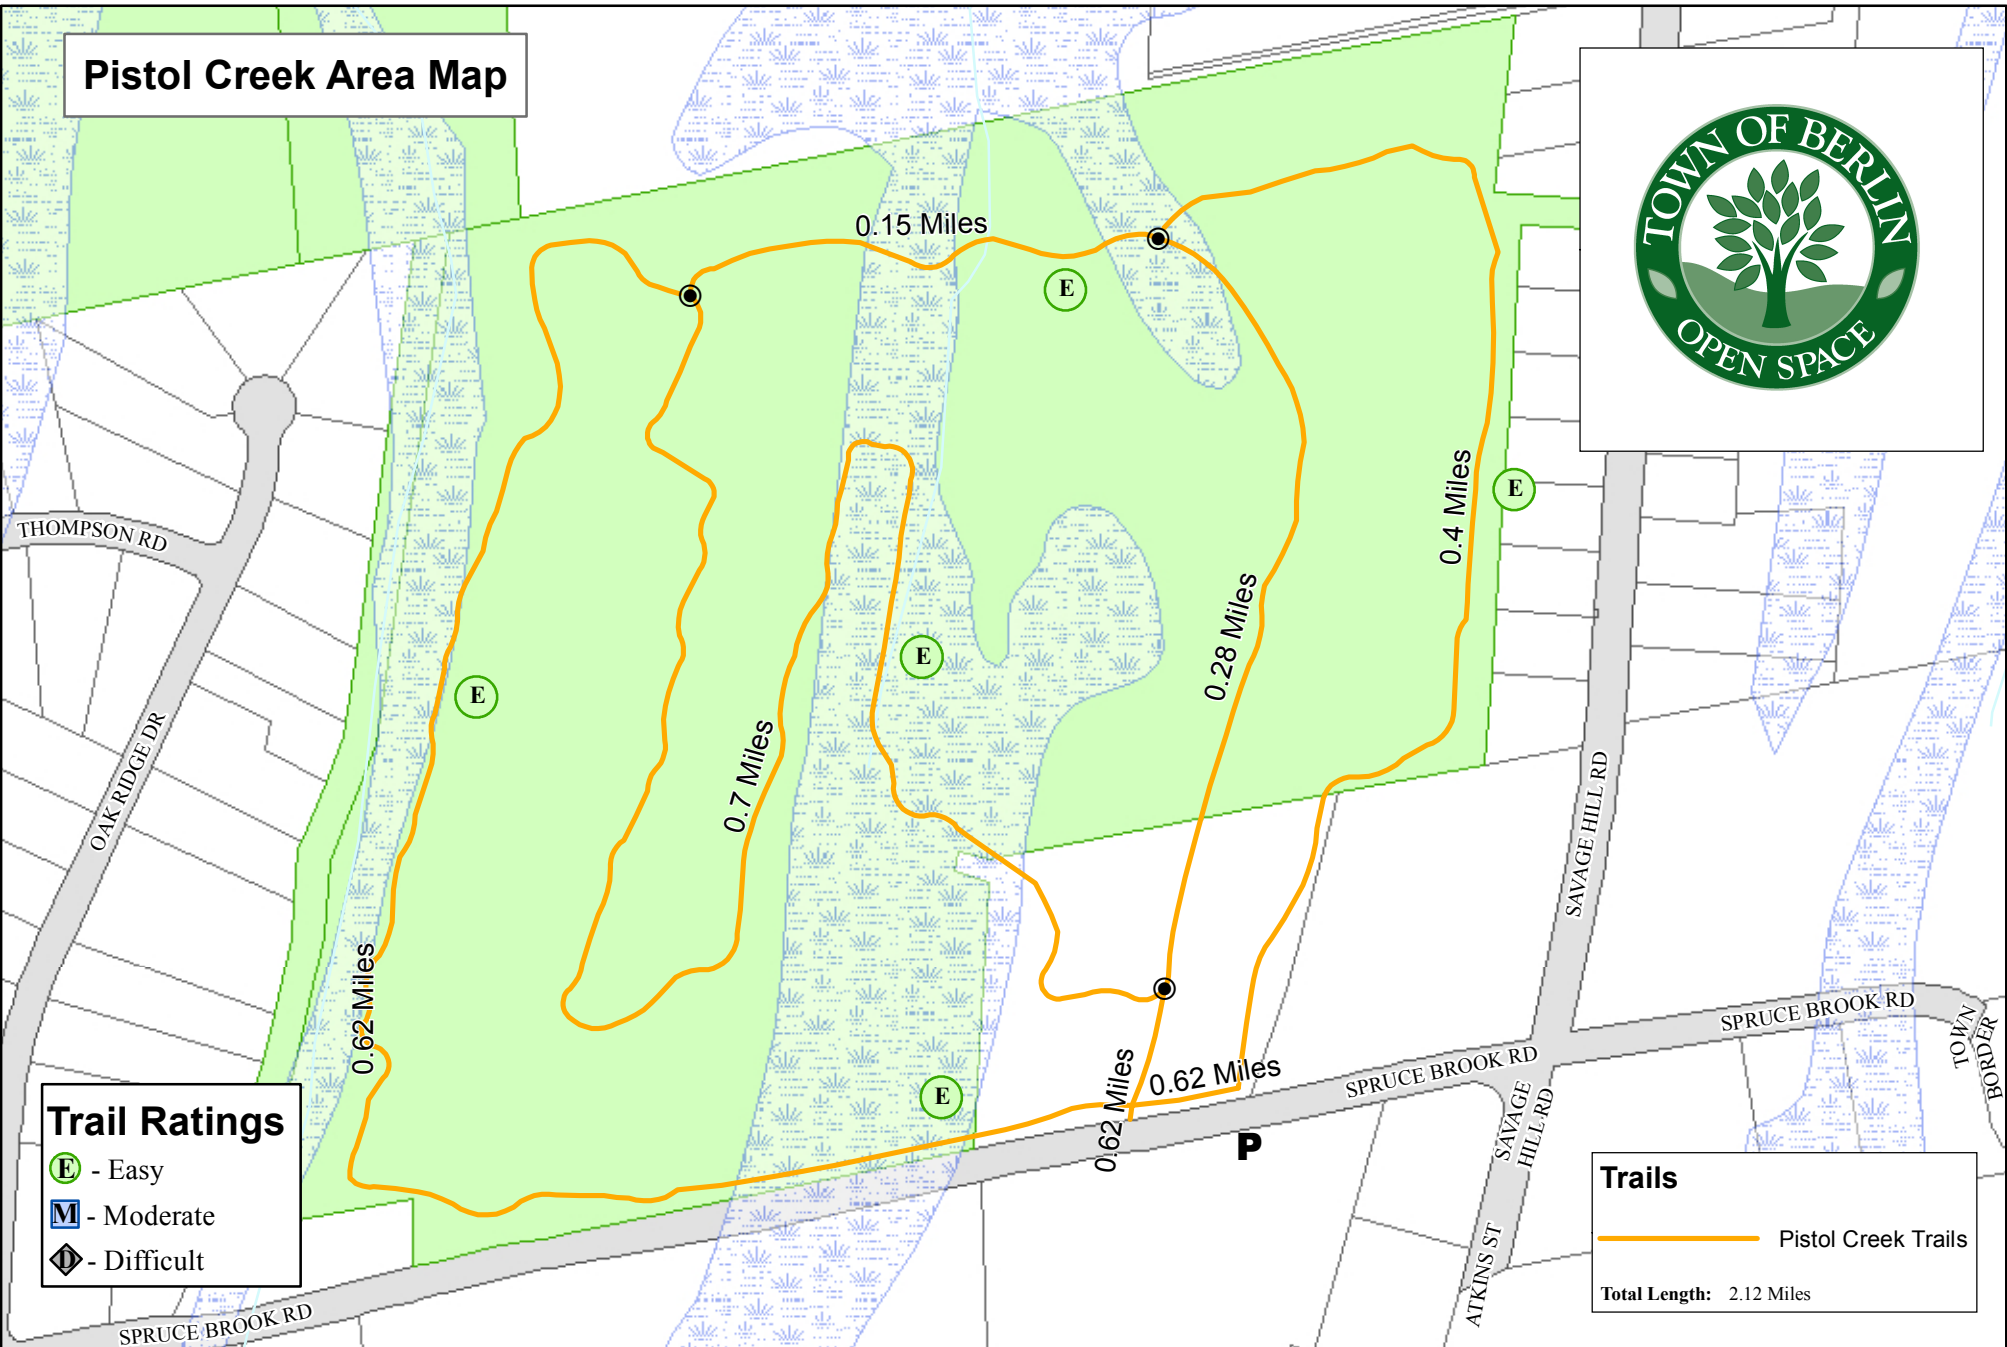 Pistol Creek Area Map
TOWN OF BERLIN
OPEN SPACE
0.15 Miles
E
E
0.4 Miles
THOMPSON RD
0.28 Miles
E
E
OAK RIDGE DR
0.7 Miles
SAVAGE HILL RD
0.62 Miles
SPRUCE BROOK RD
TOWN
BORDER
SPRUCE BROOK RD
0.62 Miles
0.62 Miles
E
SAVAGE
HILL RD
P
Trail Ratings
E - Easy
M - Moderate
D - Difficult
ATKINS ST
SPRUCE BROOK RD
Trails
Pistol Creek Trails
Total Length: 2.12 Miles